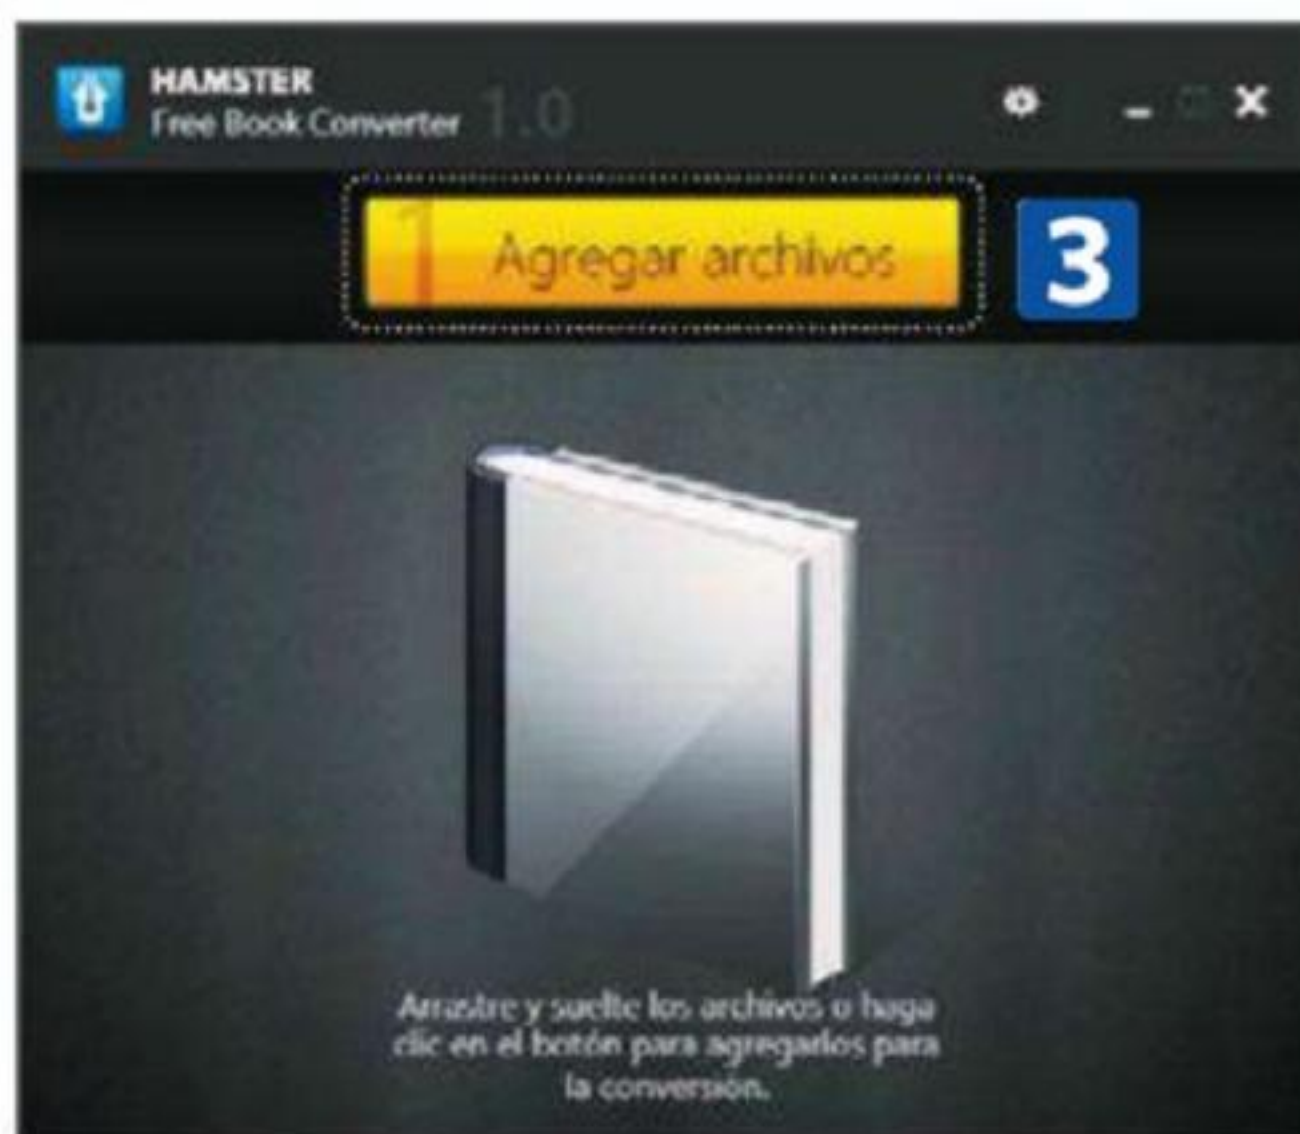 HAMSTER
Free Book Converter 1.0
1 Agregar archivos
3
Arrastre y suelte los archivos o haga
clic en el botón para agregarlos para
la conversión.